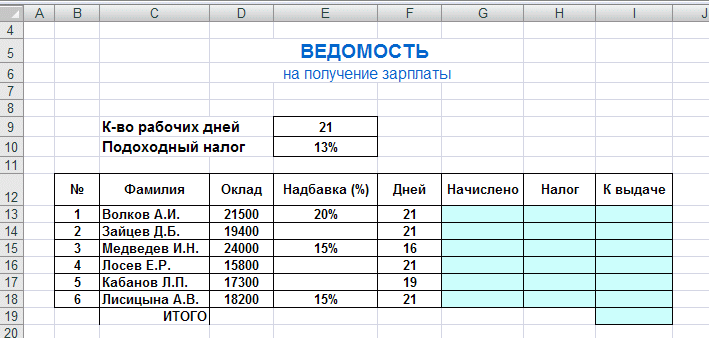 A B C D E F G H I J
4
5 ВЕДОМОСТЬ
6 на получение зарплаты
7
8
9 К-во рабочих дней 21
10 Подоходный налог 13%
11
12 № Фамилия Оклад Надбавка (%) Дней Начислено Налог К выдаче
13 1 Волков А.И. 21500 20% 21
14 2 Зайцев Д.Б. 19400 21
15 3 Медведев И.Н. 24000 15% 16
16 4 Лосев Е.Р. 15800 21
17 5 Кабанов Л.П. 17300 19
18 6 Лисицына А.В. 18200 15% 21
19 ИТОГО
20